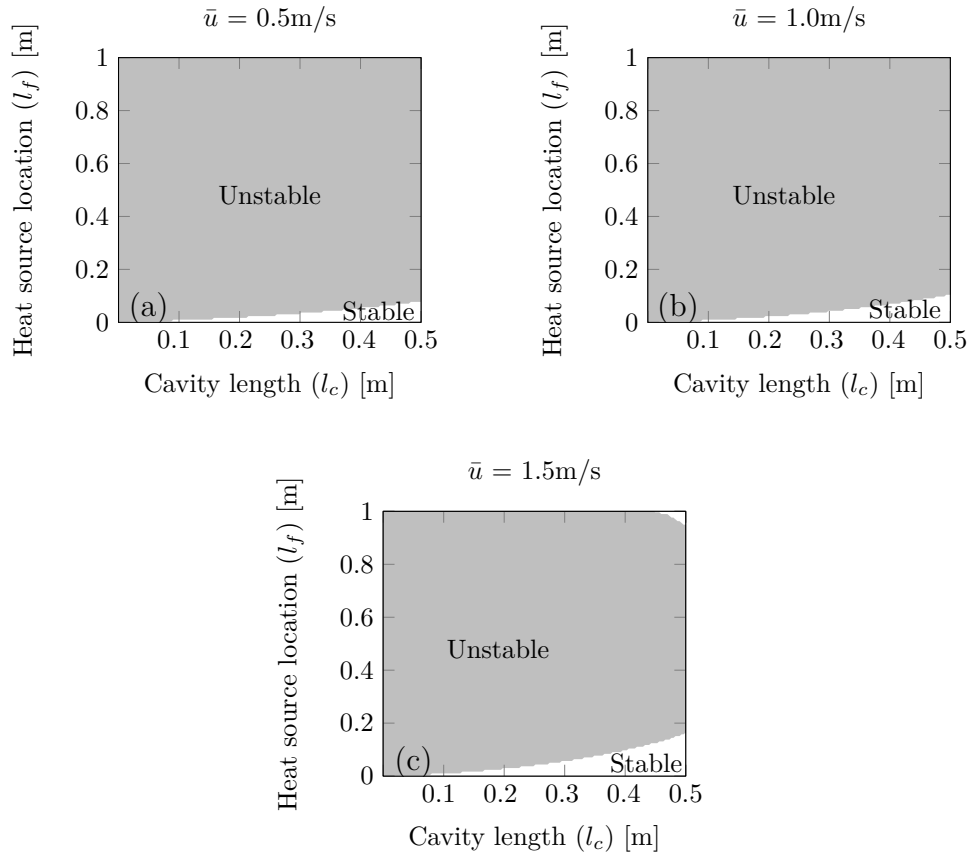 ū = 0.5m/s
Heat source location (l_f) [m]
1
0.8
0.6
0.4
0.2
0
Unstable
(a)
Stable
0.1 0.2 0.3 0.4 0.5
Cavity length (l_c) [m]
ū = 1.0m/s
Heat source location (l_f) [m]
1
0.8
0.6
0.4
0.2
0
Unstable
(b)
Stable
0.1 0.2 0.3 0.4 0.5
Cavity length (l_c) [m]
ū = 1.5m/s
Heat source location (l_f) [m]
1
0.8
0.6
0.4
0.2
0
Unstable
(c)
Stable
0.1 0.2 0.3 0.4 0.5
Cavity length (l_c) [m]